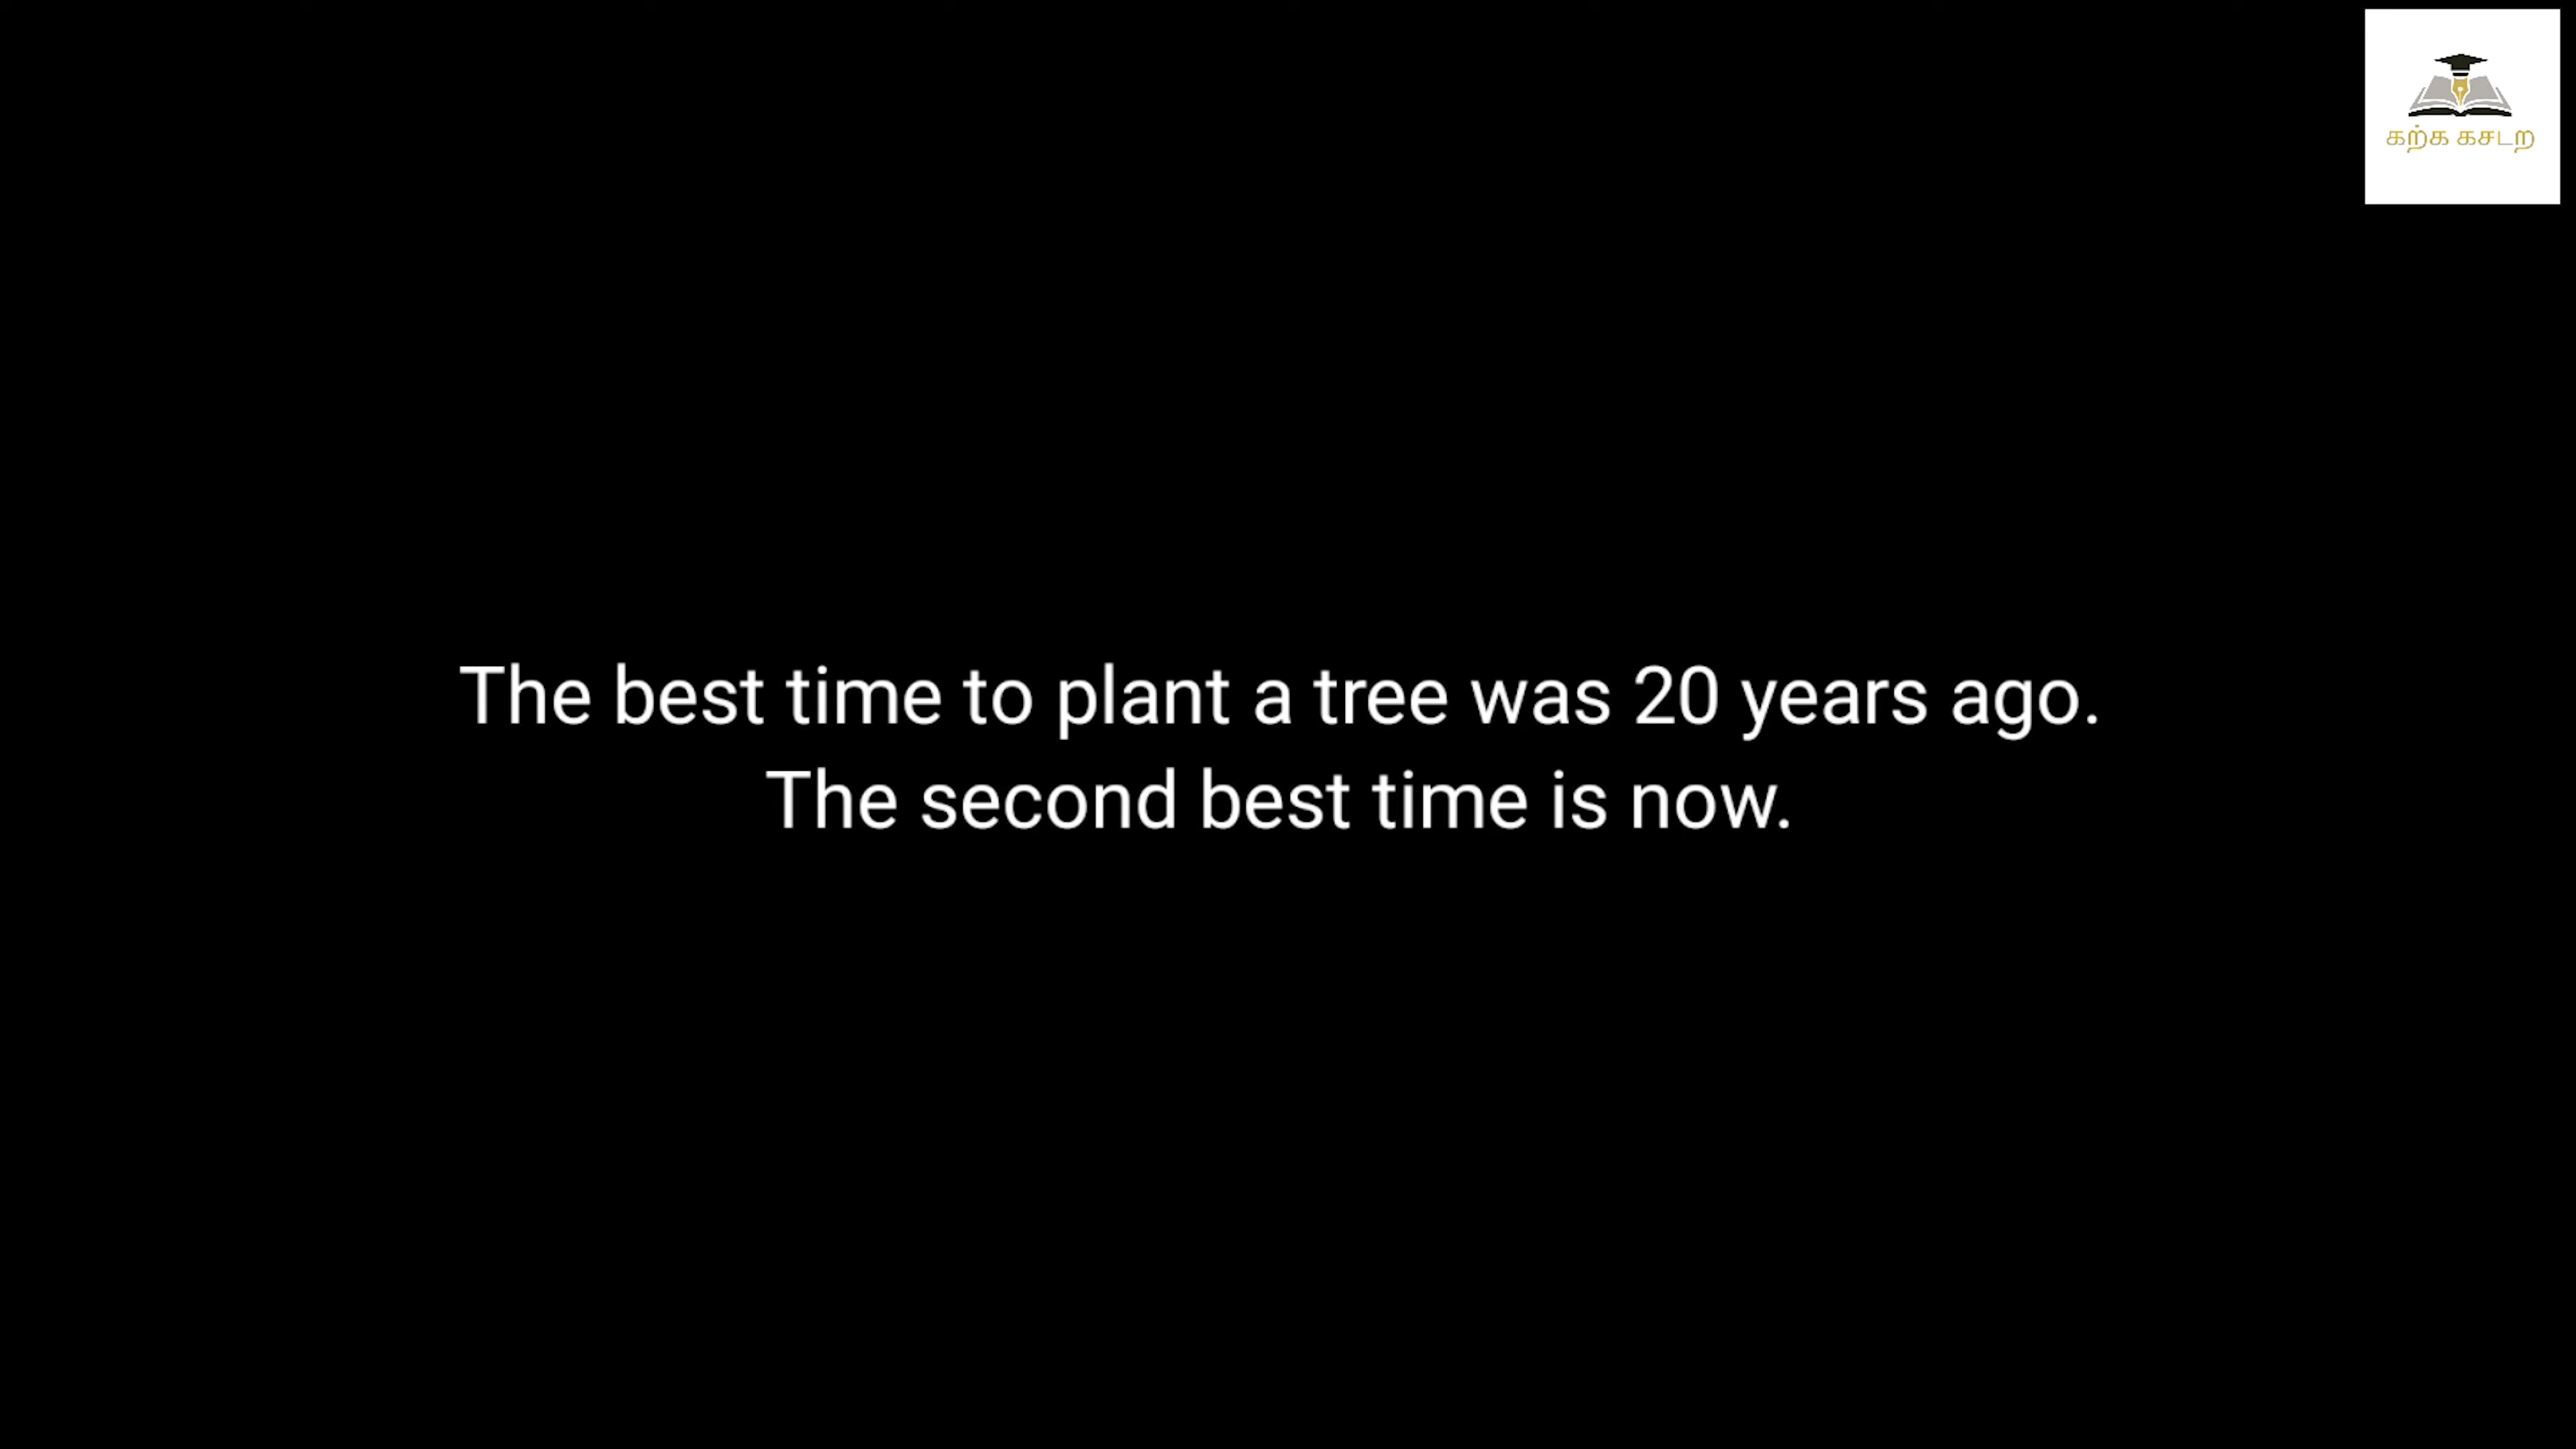 கற்க கசடற
The best time to plant a tree was 20 years ago.
The second best time is now.